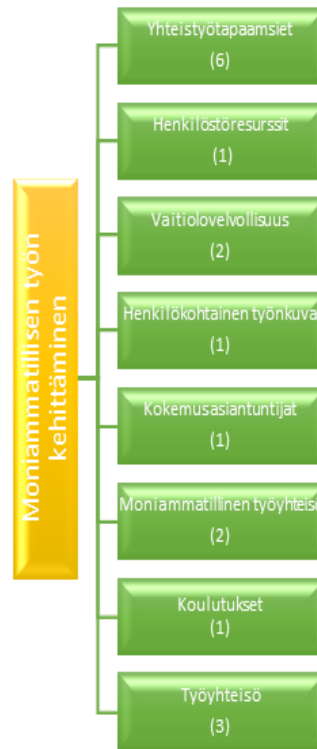 Moniammatillisen työn
kehittäminen
Yhteistyötapaamsiet
(6)
Henkilöstöresurssit
(1)
Vaitiolovelvollisuus
(2)
Henkilökohtainen työnkuva
(1)
Kokemusasiantuntijat
(1)
Moniammatillinen työyhteisö
(2)
Koulutukset
(1)
Työyhteisö
(3)